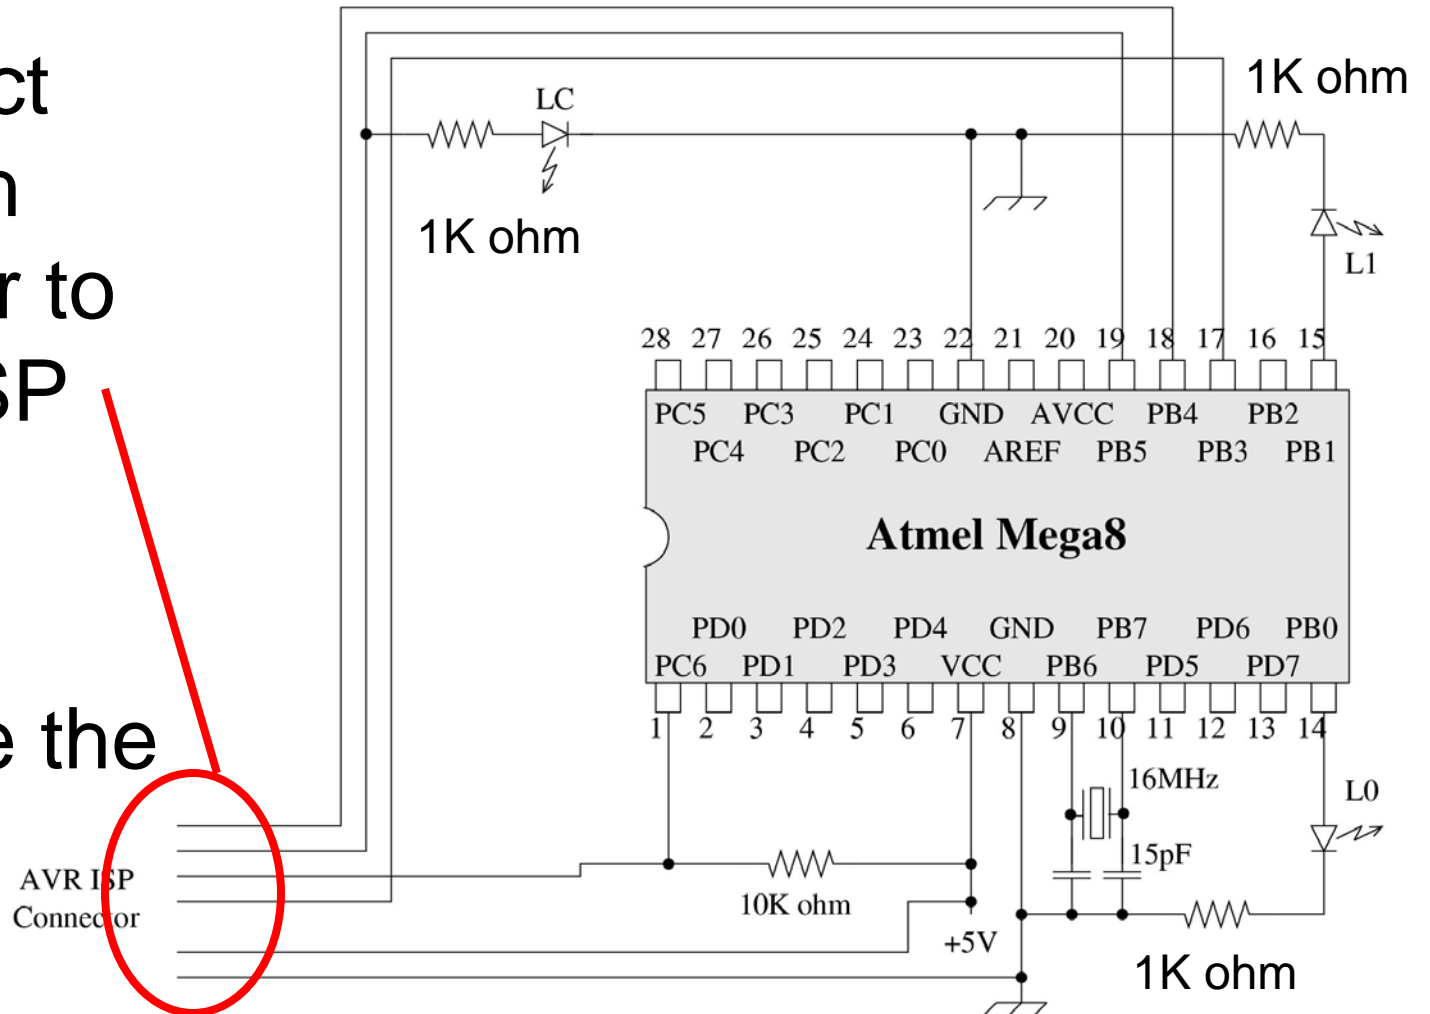 ct
n
r to
SP
e the
AVR ISP
Connector
LC
1K ohm
1K ohm
L1
28 27 26 25 24 23 22 21 20 19 18 17 16 15
PC5 PC3 PC1 GND AVCC PB4 PB2
PC4 PC2 PC0 AREF PB5 PB3 PB1
Atmel Mega8
PD0 PD2 PD4 GND PB7 PD6 PB0
PC6 PD1 PD3 VCC PB6 PD5 PD7
1 2 3 4 5 6 7 8 9 10 11 12 13 14
16MHz
L0
15pF
10K ohm
+5V
1K ohm